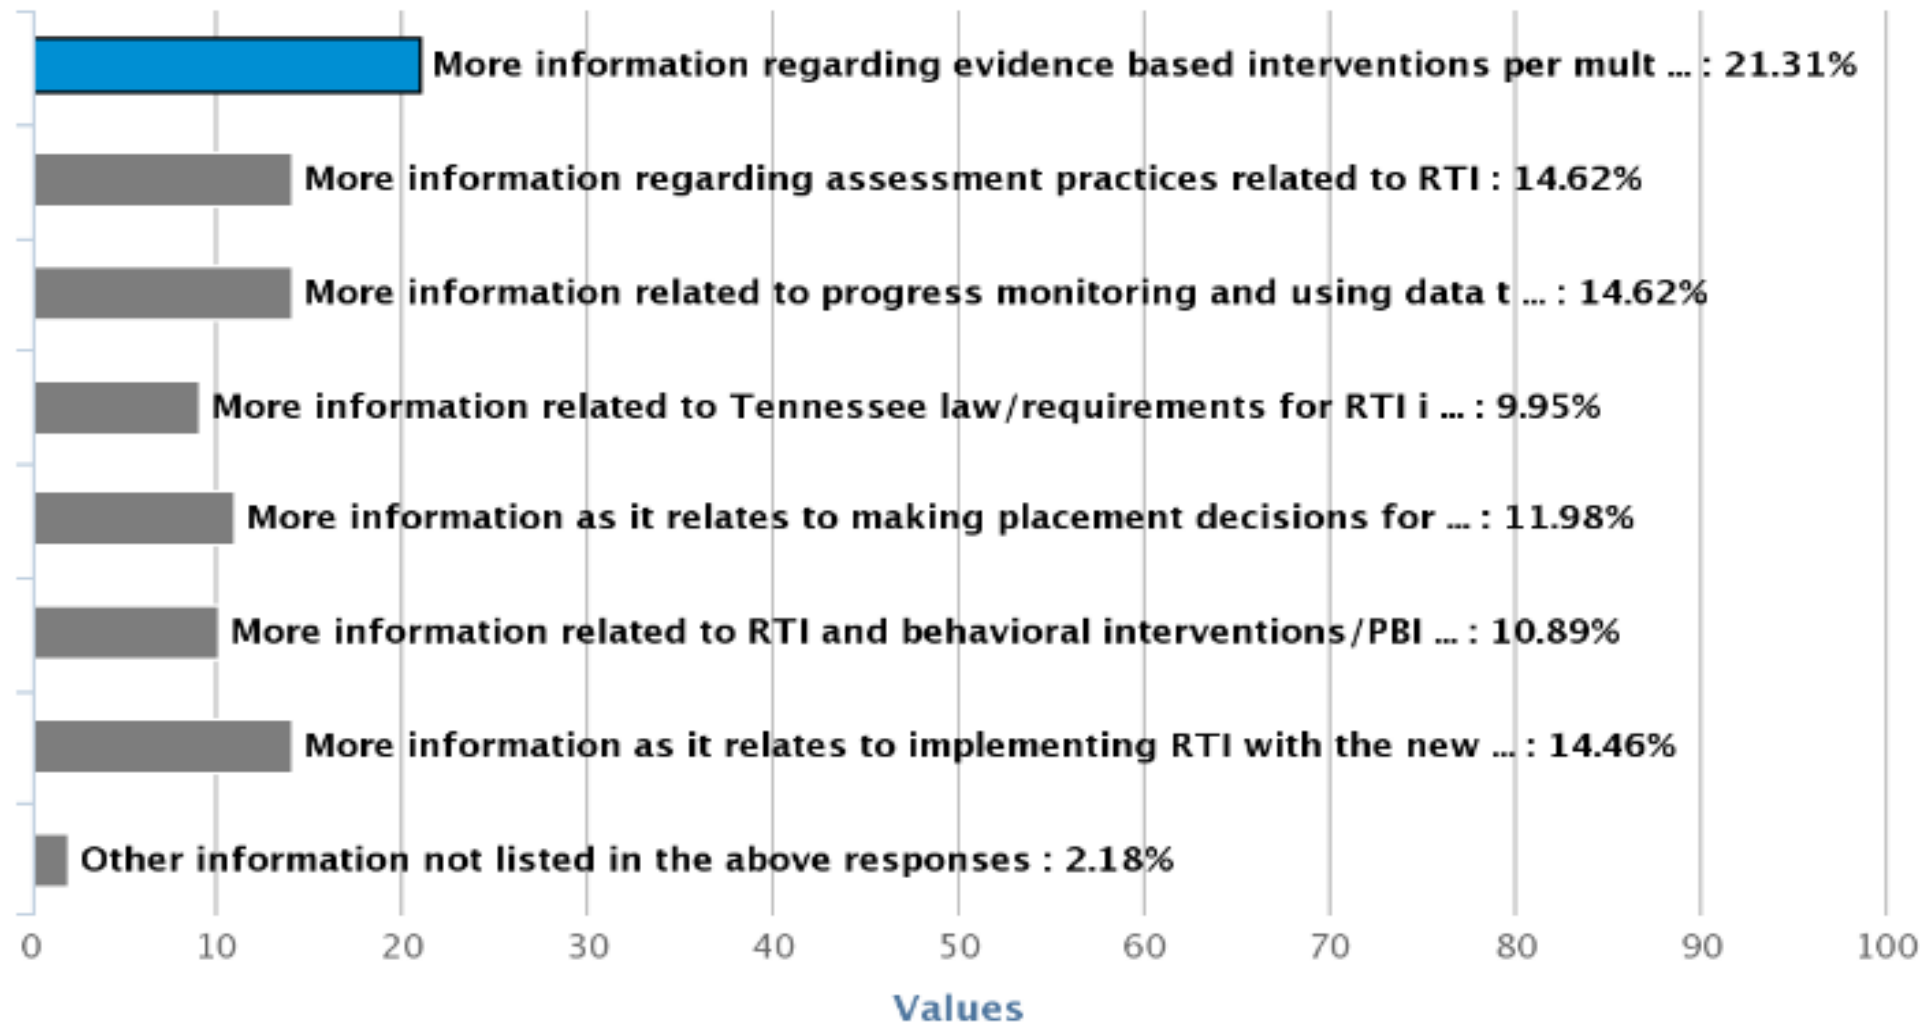 More information regarding evidence based interventions per mult ... : 21.31%
More information regarding assessment practices related to RTI : 14.62%
More information related to progress monitoring and using data t ... : 14.62%
More information related to Tennessee law/requirements for RTI i ... : 9.95%
More information as it relates to making placement decisions for ... : 11.98%
More information related to RTI and behavioral interventions/PBI ... : 10.89%
More information as it relates to implementing RTI with the new ... : 14.46%
Other information not listed in the above responses : 2.18%
0 10 20 30 40 50 60 70 80 90 100
Values